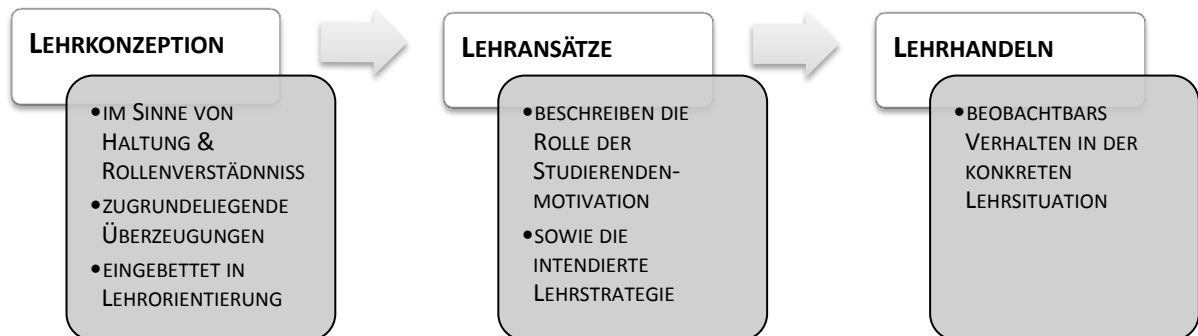 LEHRKONZEPTION
•IM SINNE VON
HALTUNG &
ROLLENVERSTÄDNNISS
•ZUGRUNDELIEGENDE
ÜBERZEUGUNGEN
•EINGEBETTET IN
LEHRORIENTIERUNG
LEHRANSÄTZE
•BESCHREIBEN DIE
ROLLE DER
STUDIERENDEN-
MOTIVATION
•SOWIE DIE
INTENDIERTE
LEHRSTRATEGIE
LEHRHANDELN
•BEOBACHTBARS
VERHALTEN IN DER
KONKRETEN
LEHRSITUATION